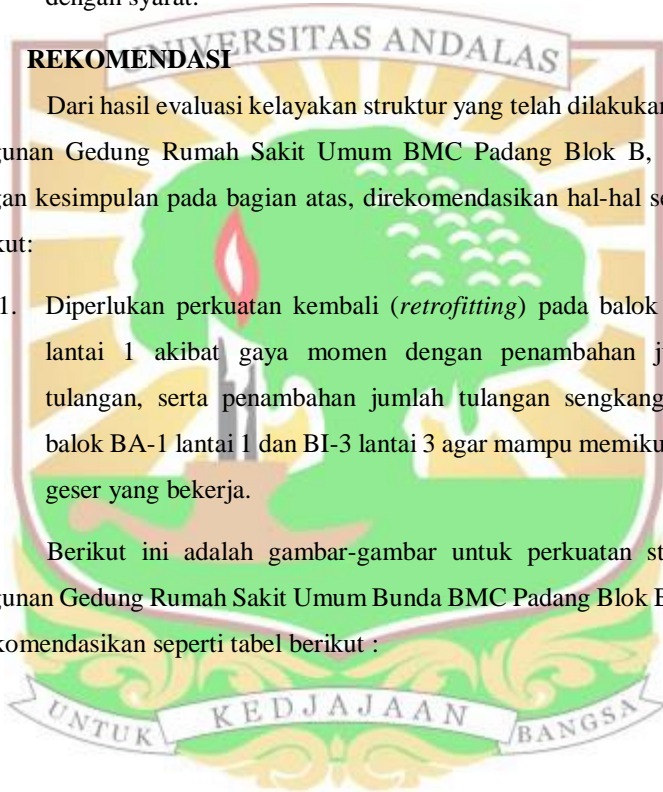 dengan syarat.
UNIVERSITAS ANDALAS
REKOMENDASI
Dari hasil evaluasi kelayakan struktur yang telah dilakukan
gunan Gedung Rumah Sakit Umum BMC Padang Blok B,
gan kesimpulan pada bagian atas, direkomendasikan hal-hal se
kut:
1. Diperlukan perkuatan kembali (retrofitting) pada balok
lantai 1 akibat gaya momen dengan penambahan ju
tulangan, serta penambahan jumlah tulangan sengkang
balok BA-1 lantai 1 dan BI-3 lantai 3 agar mampu memiku
geser yang bekerja.
Berikut ini adalah gambar-gambar untuk perkuatan st
gunan Gedung Rumah Sakit Umum Bunda BMC Padang Blok B
komendasikan seperti tabel berikut :
UNTUK KEDJAJAAN BANGSA